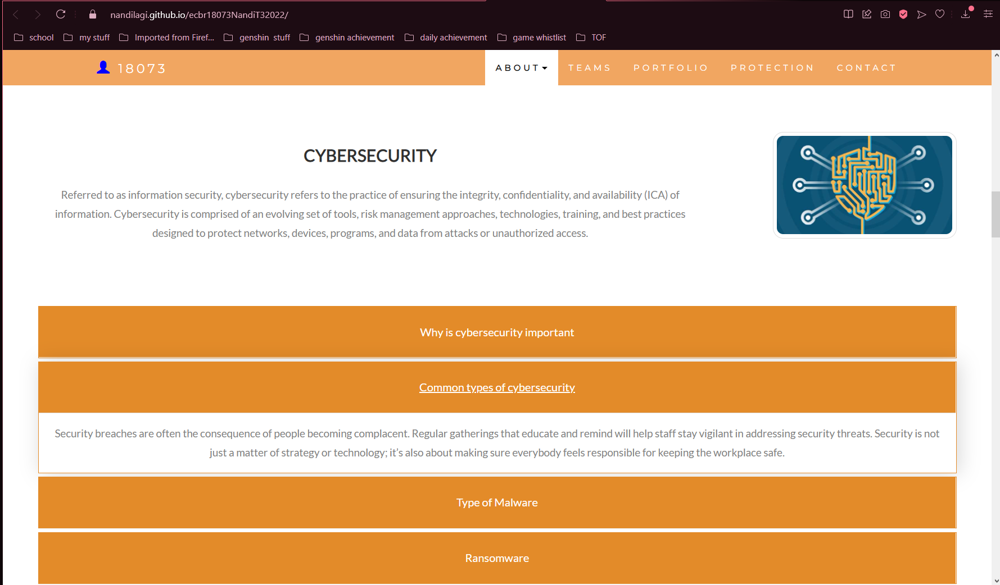 nandilagi.github.io/ecbr18073NandiT32022/
school my stuff Imported from Firef... genshin stuff genshin achievement daily achievement game whistlist TOF
18073 ABOUT TEAMS PORTFOLIO PROTECTION CONTACT
CYBERSECURITY
Referred to as information security, cybersecurity refers to the practice of ensuring the integrity, confidentiality, and availability (ICA) of
information. Cybersecurity is comprised of an evolving set of tools, risk management approaches, technologies, training, and best practices
designed to protect networks, devices, programs, and data from attacks or unauthorized access.
Why is cybersecurity important
Common types of cybersecurity
Security breaches are often the consequence of people becoming complacent. Regular gatherings that educate and remind will help staff stay vigilant in addressing security threats. Security is not
just a matter of strategy or technology; it’s also about making sure everybody feels responsible for keeping the workplace safe.
Type of Malware
Ransomware